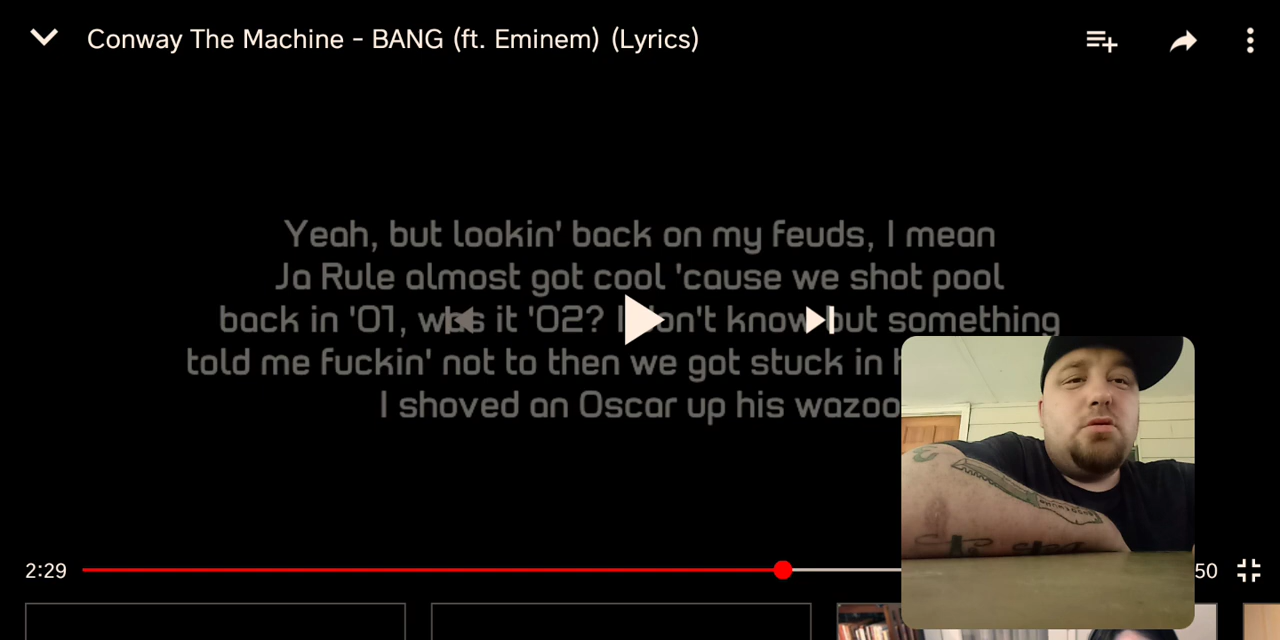 Conway The Machine - BANG (ft. Eminem) (Lyrics)
Yeah, but lookin' back on my feuds, I mean
Ja Rule almost got cool 'cause we shot pool
back in '01, was it '02? I don't know but something
told me fuckin' not to then we got stuck in
I shoved an Oscar up his wazoo
2:29
50